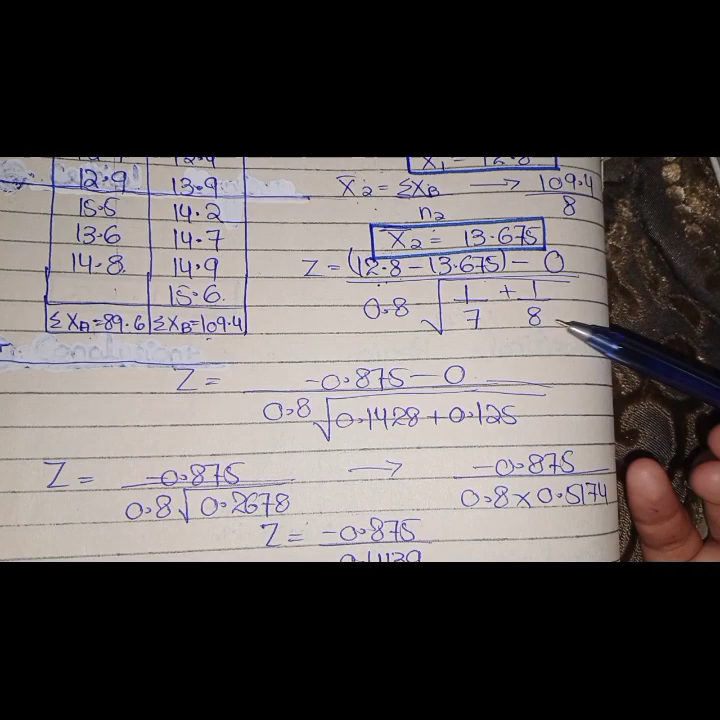 12.9 13.9
15.5 14.2
13.6 14.7
14.8 14.9
15.6
ΣXA=89.6 ΣXB=109.4
X̄2 = ΣXB/n2 → 109.4/8
X̄2 = 13.675
Z = (12.8 - 13.675) - 0 / 0.8 √1/7 + 1/8
Z = -0.875 - 0 / 0.8 √0.1428 + 0.125
Z = -0.875 / 0.8 √0.2678 → -0.875 / 0.8 × 0.5174
Z = -0.875